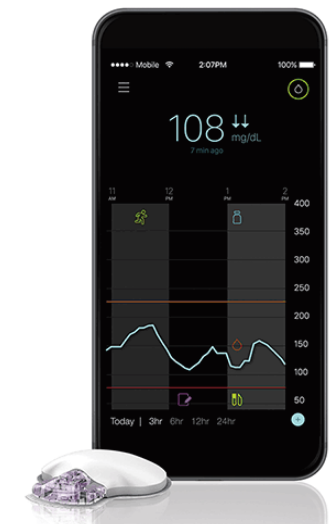 Mobile 2:07PM 100%
108 mg/dL
7 min ago
11 AM 12 PM 1 PM 2 PM
400
350
300
250
200
150
100
50
Today | 3hr 6hr 12hr 24hr